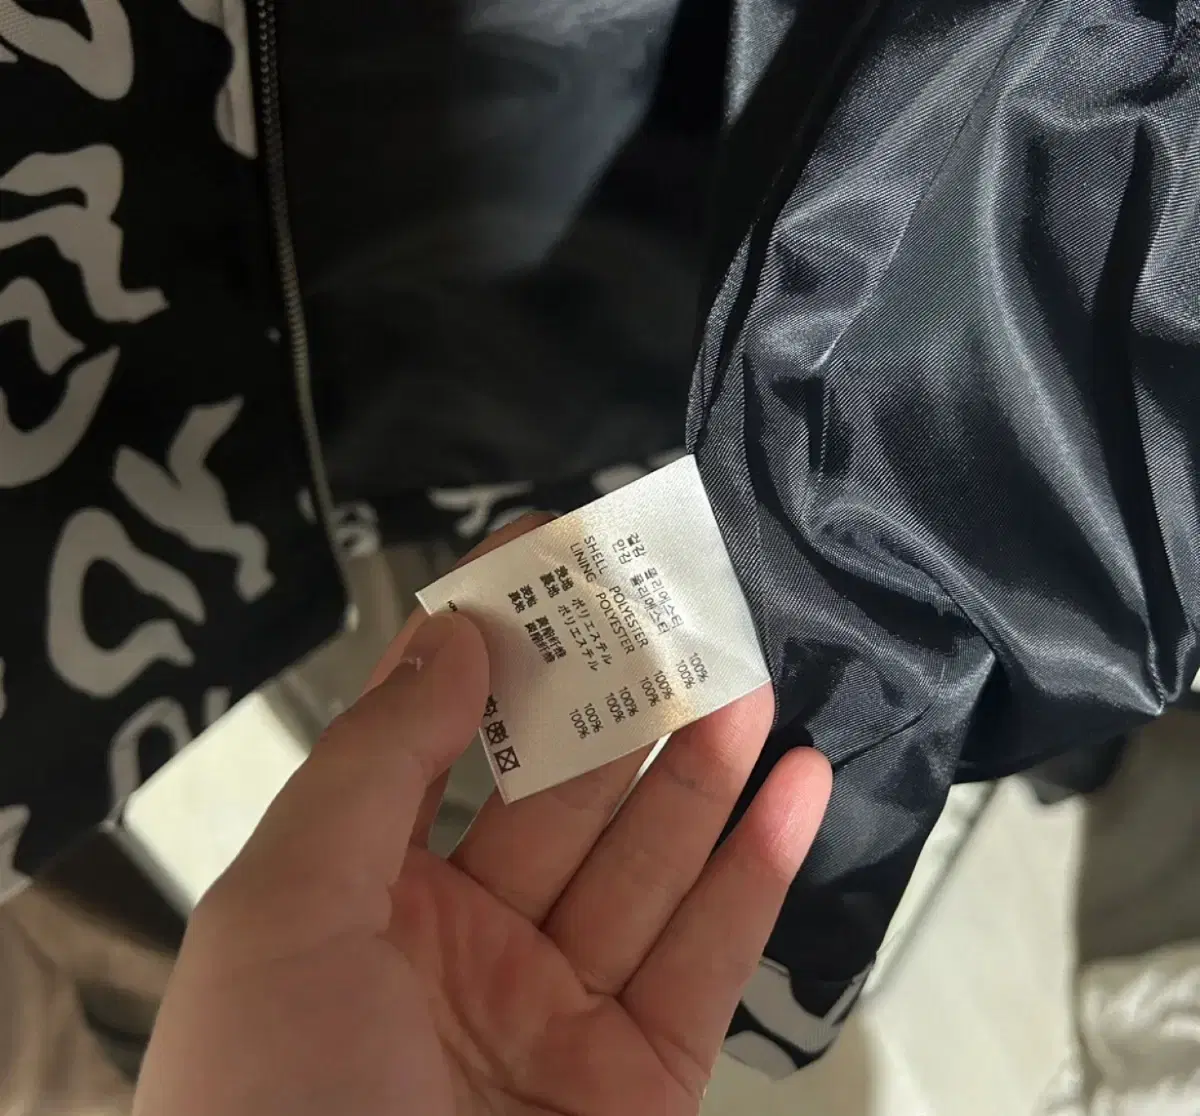 겉감 폴리에스터 100%
안감 폴리에스터 100%
SHELL POLYESTER 100%
LINING POLYESTER 100%
表地 ポリエステル 100%
裏地 ポリエステル 100%
100%
100%